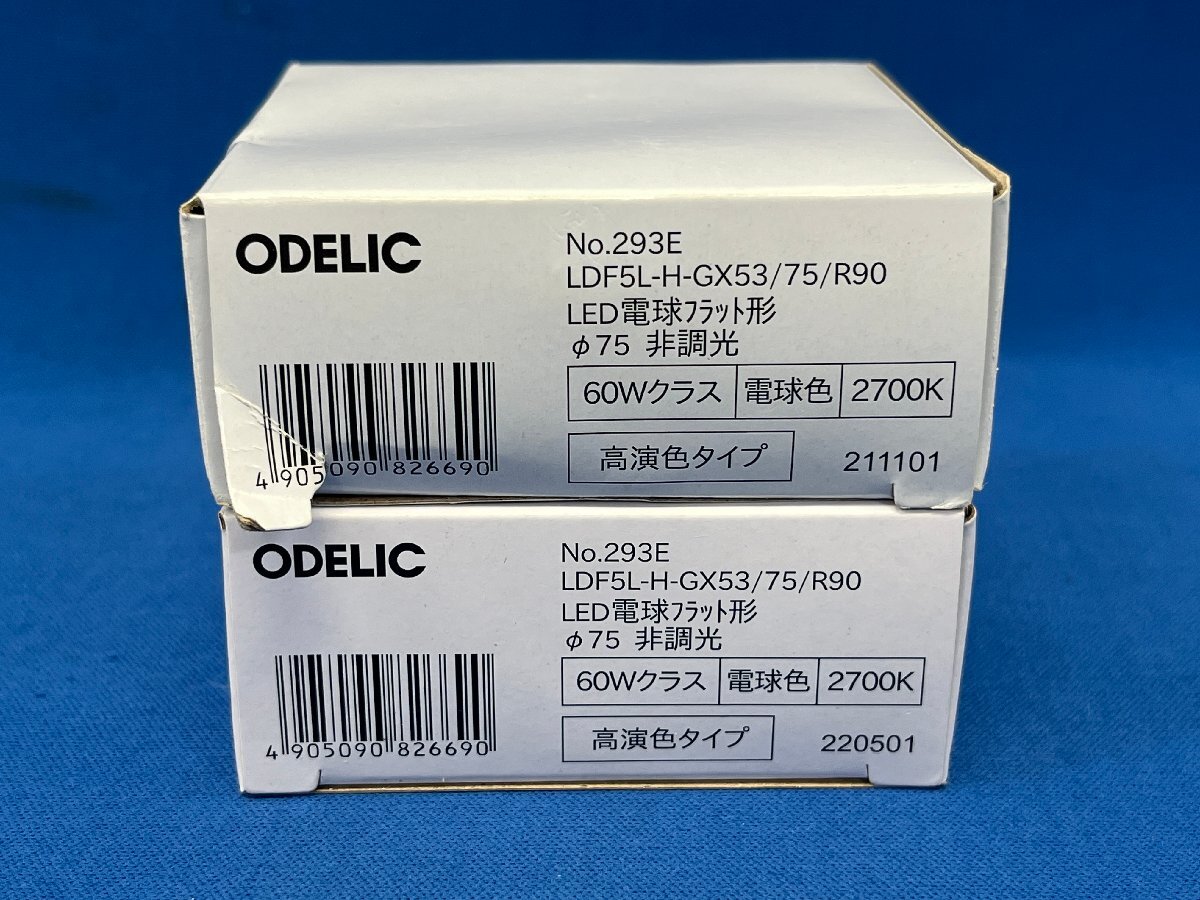 ODELIC
No.293E
LDF5L-H-GX53/75/R90
LED電球ﾌﾗｯﾄ形
φ75 非調光
60Wクラス 電球色 2700K
高演色タイプ 211101
4 905090 826690
ODELIC
No.293E
LDF5L-H-GX53/75/R90
LED電球ﾌﾗｯﾄ形
φ75 非調光
60Wクラス 電球色 2700K
高演色タイプ 220501
4 905090 826690